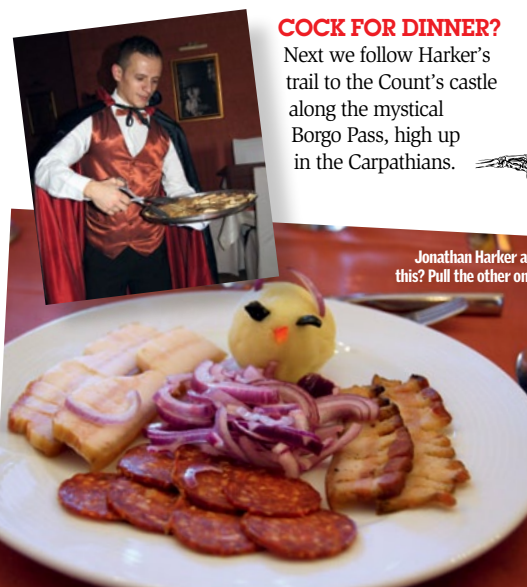 COCK FOR DINNER?
Next we follow Harker's
trail to the Count's castle
along the mystical
Borgo Pass, high up
in the Carpathians.
Jonathan Harker a
this? Pull the other on